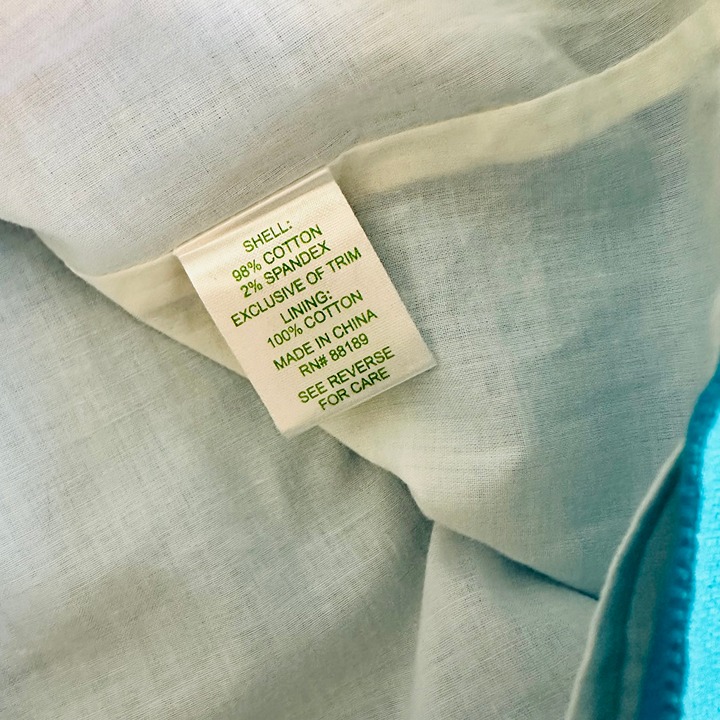 SHELL:
98% COTTON
2% SPANDEX
EXCLUSIVE OF TRIM
LINING:
100% COTTON
MADE IN CHINA
RN# 88189
SEE REVERSE
FOR CARE